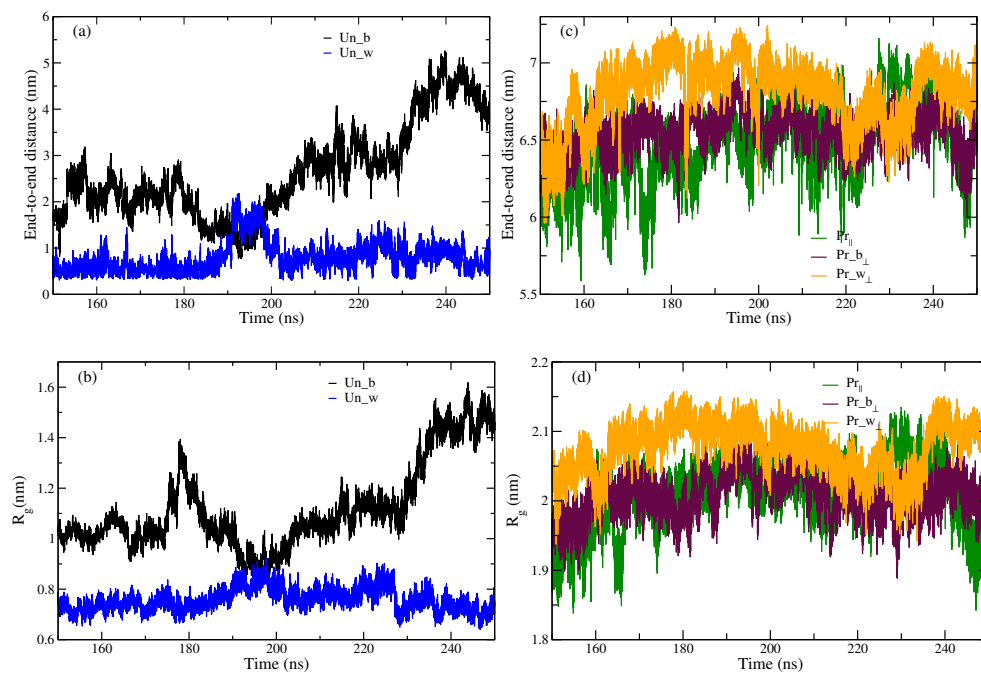 (a)
Un_b
Un_w
End-to-end distance (nm)
6
5
4
3
2
1
0
160 180 200 220 240
Time (ns)
(c)
Pr∥
Pr_b⊥
Pr_w⊥
End-to-end distance (nm)
7
6.5
6
5.5
160 180 200 220 240
Time (ns)
(b)
Un_b
Un_w
R_g (nm)
1.6
1.4
1.2
1
0.8
0.6
160 180 200 220 240
Time (ns)
(d)
Pr∥
Pr_b⊥
Pr_w⊥
R_g (nm)
2.2
2.1
2
1.9
1.8
160 180 200 220 240
Time (ns)